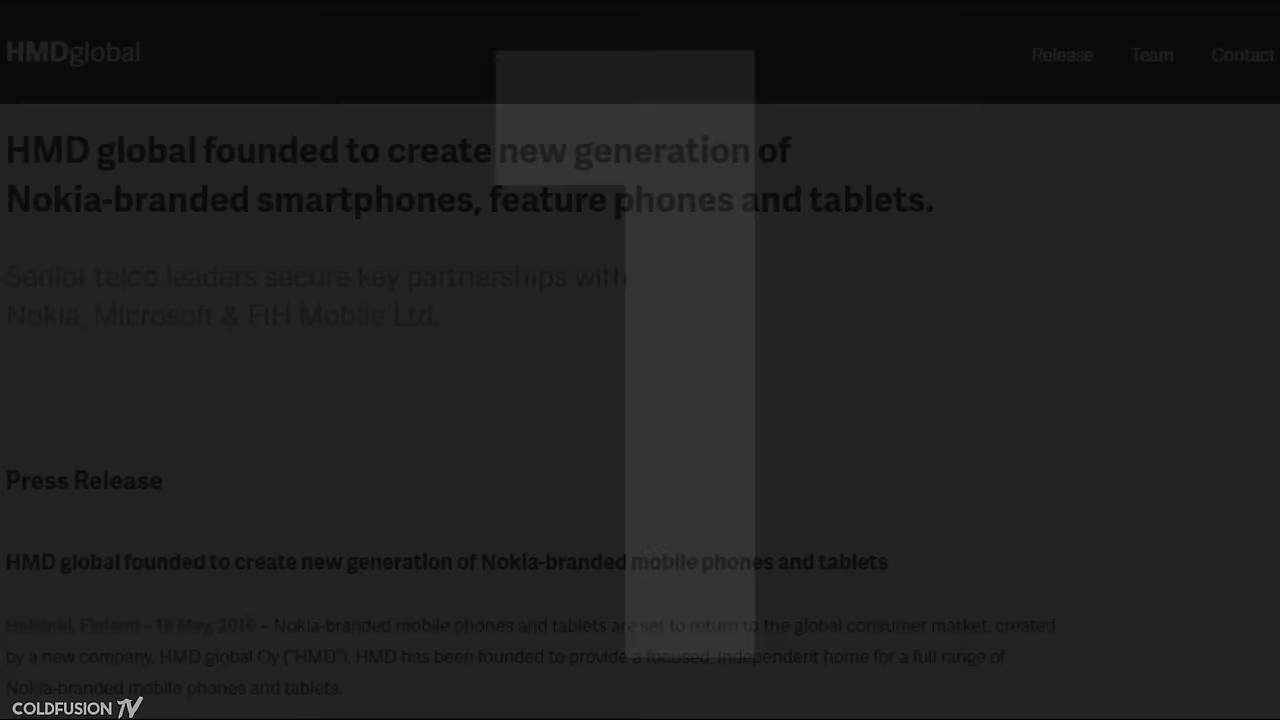 HMDglobal
Release Team Contact
HMD global founded to create new generation of
Nokia-branded smartphones, feature phones and tablets.
Senior telco leaders secure key partnerships with
Nokia, Microsoft & FIH Mobile Ltd.
Press Release
HMD global founded to create new generation of Nokia-branded mobile phones and tablets
Helsinki, Finland – 18 May, 2016 – Nokia-branded mobile phones and tablets are set to return to the global consumer market, created
by a new company, HMD global Oy ("HMD"). HMD has been founded to provide a focused, independent home for a full range of
Nokia-branded mobile phones and tablets.
COLDFUSION TV
1